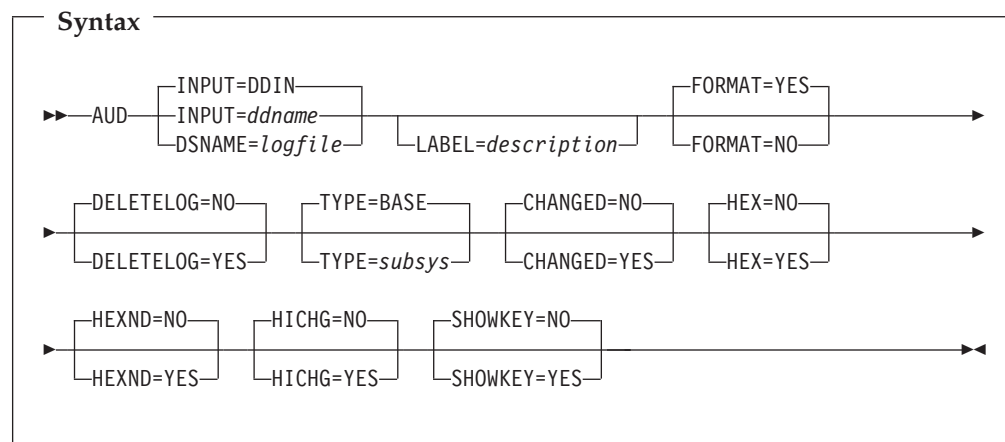 Syntax
INPUT=DDIN FORMAT=YES
AUD INPUT=ddname
DSNAME=logfile LABEL=description FORMAT=NO
DELETELOG=NO TYPE=BASE CHANGED=NO HEX=NO
DELETELOG=YES TYPE=subsys CHANGED=YES HEX=YES
HEXND=NO HICHG=NO SHOWKEY=NO
HEXND=YES HICHG=YES SHOWKEY=YES